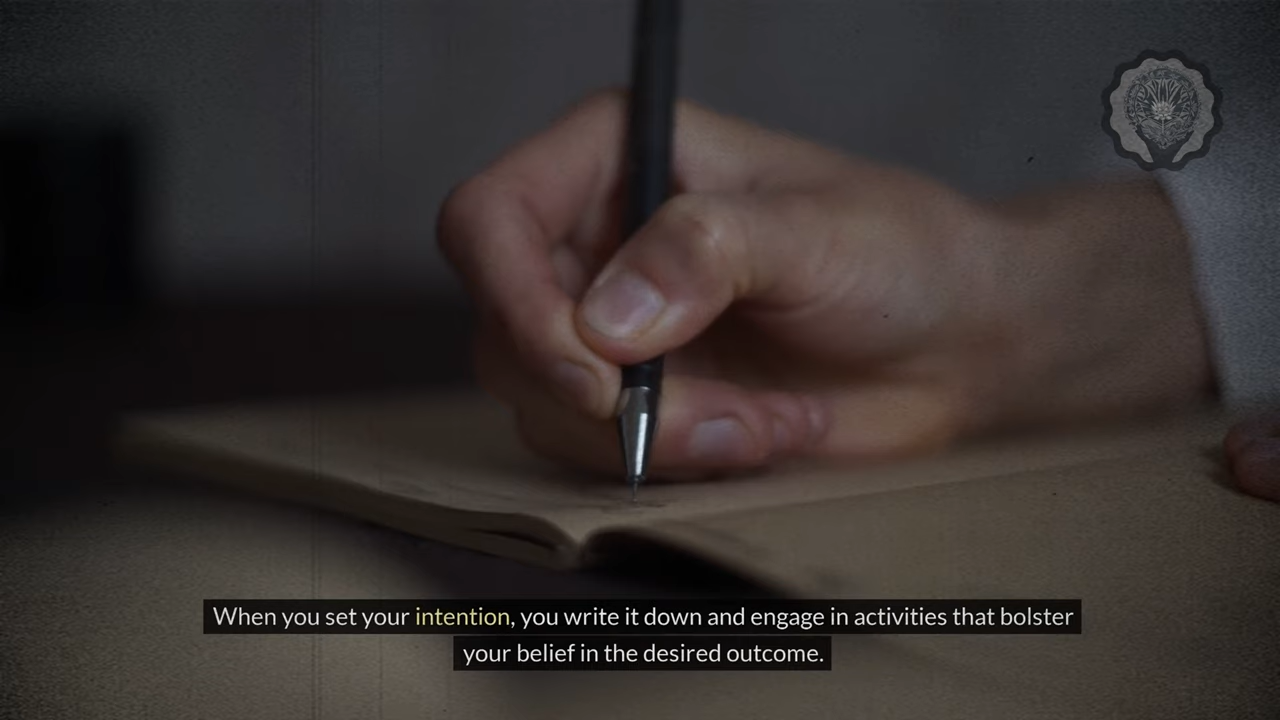 When you set your intention, you write it down and engage in activities that bolster
your belief in the desired outcome.